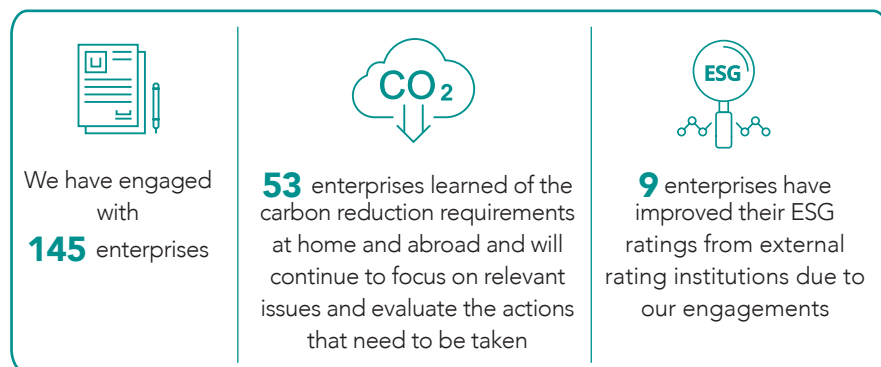 We have engaged
with
145 enterprises
CO2
53 enterprises learned of the
carbon reduction requirements
at home and abroad and will
continue to focus on relevant
issues and evaluate the actions
that need to be taken
ESG
9 enterprises have
improved their ESG
ratings from external
rating institutions due to
our engagements